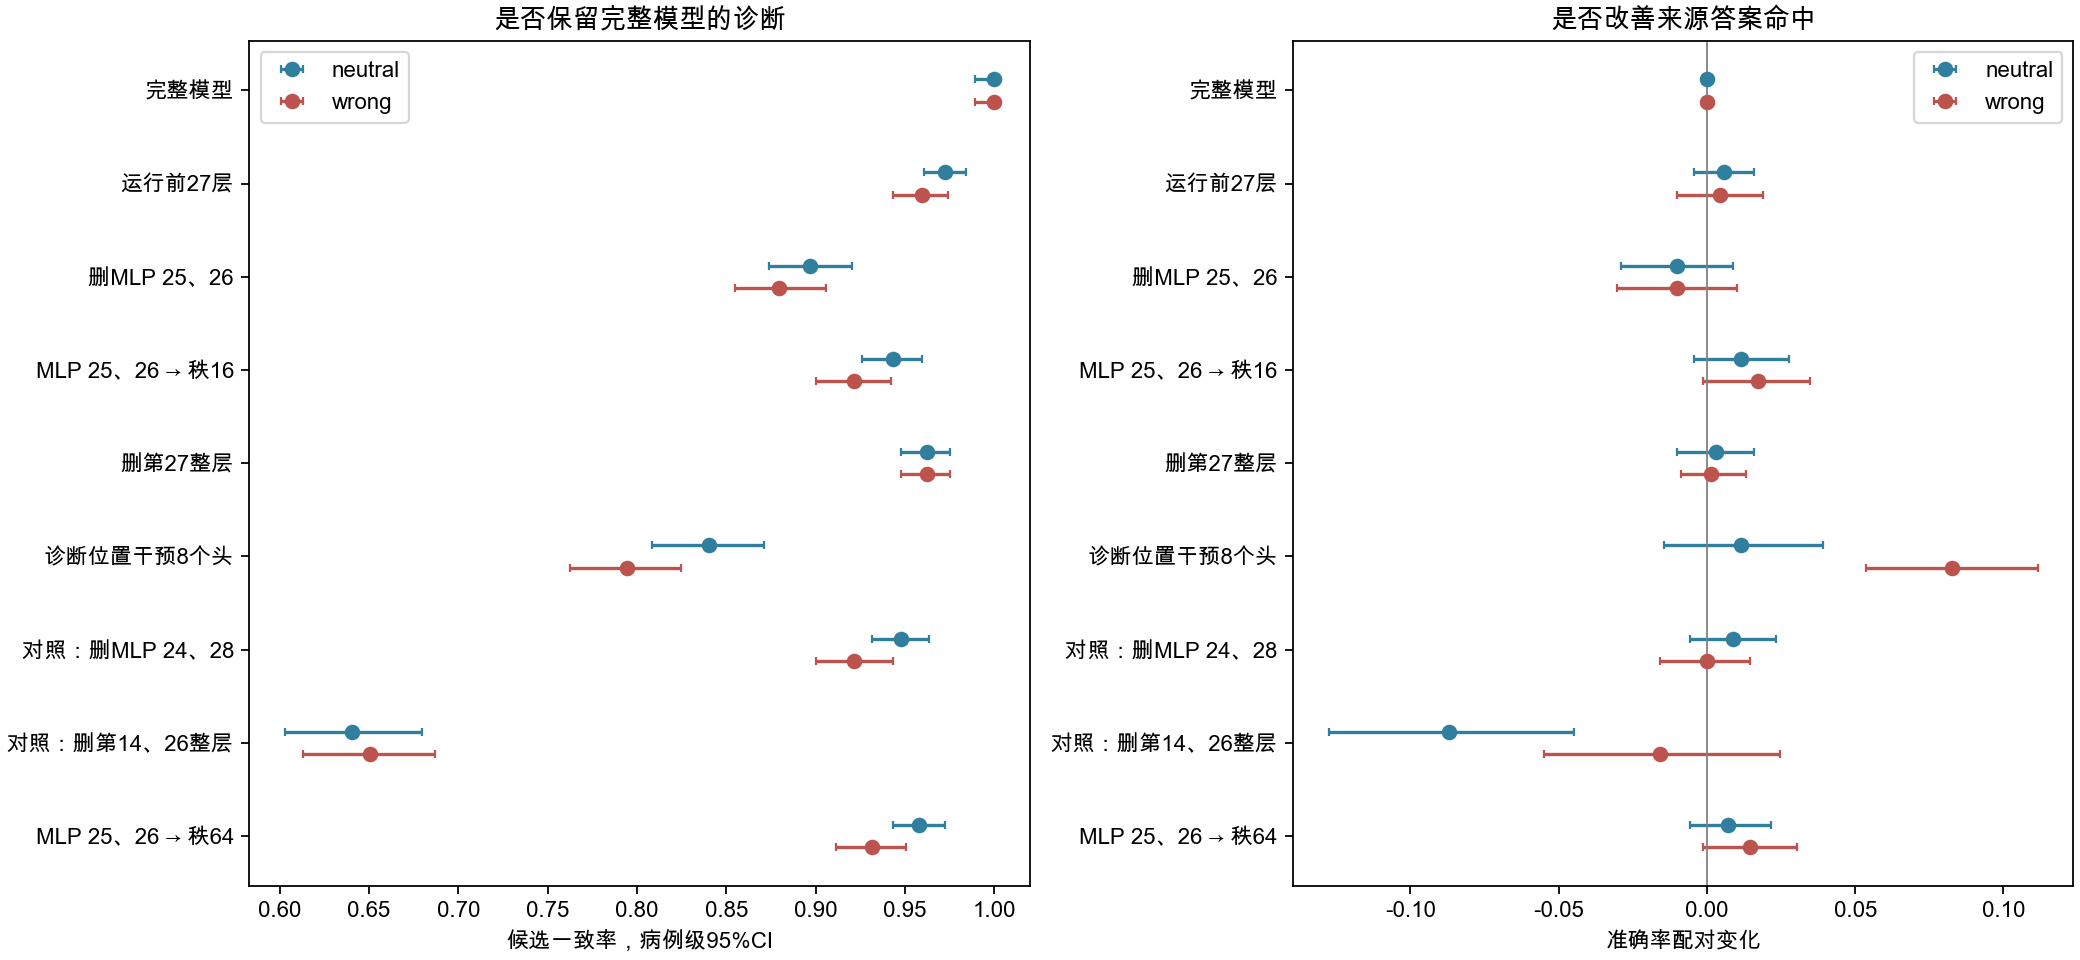 是否保留完整模型的诊断
neutral
wrong
完整模型
运行前27层
删MLP 25、26
MLP 25、26 → 秩16
删第27整层
诊断位置干预8个头
对照：删MLP 24、28
对照：删第14、26整层
MLP 25、26 → 秩64
0.60 0.65 0.70 0.75 0.80 0.85 0.90 0.95 1.00
候选一致率，病例级95%CI
是否改善来源答案命中
neutral
wrong
完整模型
运行前27层
删MLP 25、26
MLP 25、26 → 秩16
删第27整层
诊断位置干预8个头
对照：删MLP 24、28
对照：删第14、26整层
MLP 25、26 → 秩64
-0.10 -0.05 0.00 0.05 0.10
准确率配对变化